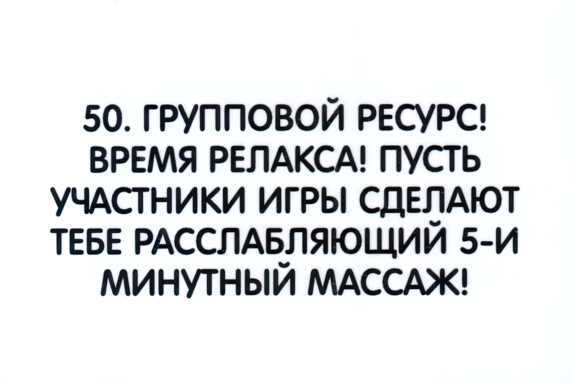 50. ГРУППОВОЙ РЕСУРС!
ВРЕМЯ РЕЛАКСА! ПУСТЬ
УЧАСТНИКИ ИГРЫ СДЕЛАЮТ
ТЕБЕ РАССЛАБЛЯЮЩИЙ 5-И
МИНУТНЫЙ МАССАЖ!